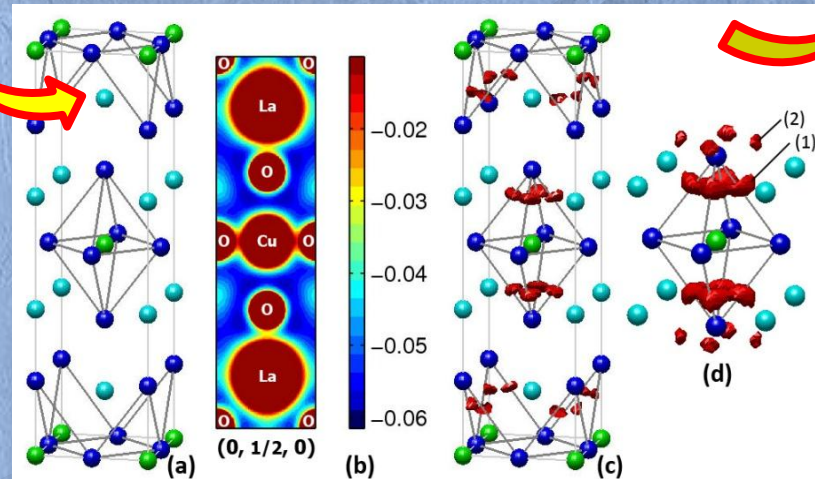 O O
La
O
O Cu O
O
La
O O
(0, 1/2, 0)
−0.02
−0.03
−0.04
−0.05
−0.06
(2)
(1)
(a)
(b)
(c)
(d)